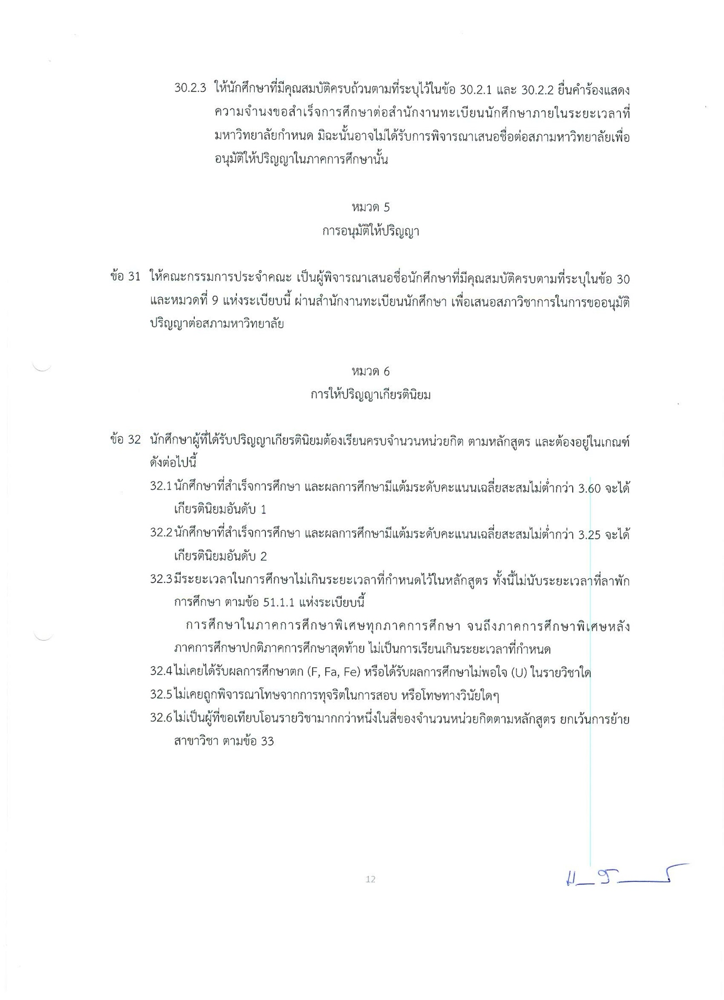 30.2.3 ให้นักศึกษาที่มีคุณสมบัติครบถ้วนตามที่ระบุไว้ในข้อ 30.2.1 และ 30.2.2 ยื่นคำร้องแสดง
ความจำนงขอสำเร็จการศึกษาต่อสำนักงานทะเบียนนักศึกษาภายในระยะเวลาที่
มหาวิทยาลัยกำหนด มิฉะนั้นอาจไม่ได้รับการพิจารณาเสนอชื่อต่อสภามหาวิทยาลัยเพื่อ
อนุมัติให้ปริญญาในภาคการศึกษานั้น
หมวด 5
การอนุมัติให้ปริญญา
ข้อ 31 ให้คณะกรรมการประจำคณะ เป็นผู้พิจารณาเสนอชื่อนักศึกษาที่มีคุณสมบัติครบตามที่ระบุในข้อ 30
และหมวดที่ 9 แห่งระเบียบนี้ ผ่านสำนักงานทะเบียนนักศึกษา เพื่อเสนอสภาวิชาการในการขออนุมัติ
ปริญญาต่อสภามหาวิทยาลัย
หมวด 6
การให้ปริญญาเกียรตินิยม
ข้อ 32 นักศึกษาผู้ที่ได้รับปริญญาเกียรตินิยมต้องเรียนครบจำนวนหน่วยกิต ตามหลักสูตร และต้องอยู่ในเกณฑ์
ดังต่อไปนี้
32.1 นักศึกษาที่สำเร็จการศึกษา และผลการศึกษามีแต้มระดับคะแนนเฉลี่ยสะสมไม่ต่ำกว่า 3.60 จะได้
เกียรตินิยมอันดับ 1
32.2 นักศึกษาที่สำเร็จการศึกษา และผลการศึกษามีแต้มระดับคะแนนเฉลี่ยสะสมไม่ต่ำกว่า 3.25 จะได้
เกียรตินิยมอันดับ 2
32.3 มีระยะเวลาในการศึกษาไม่เกินระยะเวลาที่กำหนดไว้ในหลักสูตร ทั้งนี้ไม่นับระยะเวลาที่ลาพัก
การศึกษา ตามข้อ 51.1.1 แห่งระเบียบนี้
การศึกษาในภาคการศึกษาพิเศษทุกภาคการศึกษา จนถึงภาคการศึกษาพิเศษหลัง
ภาคการศึกษาปกติภาคการศึกษาสุดท้าย ไม่เป็นการเรียนเกินระยะเวลาที่กำหนด
32.4 ไม่เคยได้รับผลการศึกษาตก (F, Fa, Fe) หรือได้รับผลการศึกษาไม่พอใจ (U) ในรายวิชาใด
32.5 ไม่เคยถูกพิจารณาโทษจากการทุจริตในการสอบ หรือโทษทางวินัยใดๆ
32.6 ไม่เป็นผู้ที่ขอเทียบโอนรายวิชามากกว่าหนึ่งในสี่ของจำนวนหน่วยกิตตามหลักสูตร ยกเว้นการย้าย
สาขาวิชา ตามข้อ 33
12